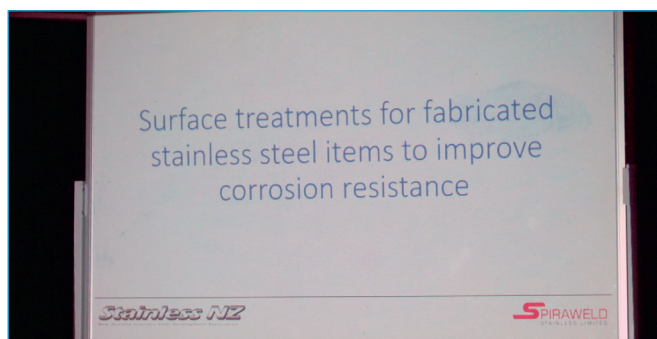 Surface treatments for fabricated
stainless steel items to improve
corrosion resistance
Stainless NZ
SPIRAWELD
STAINLESS LIMITED